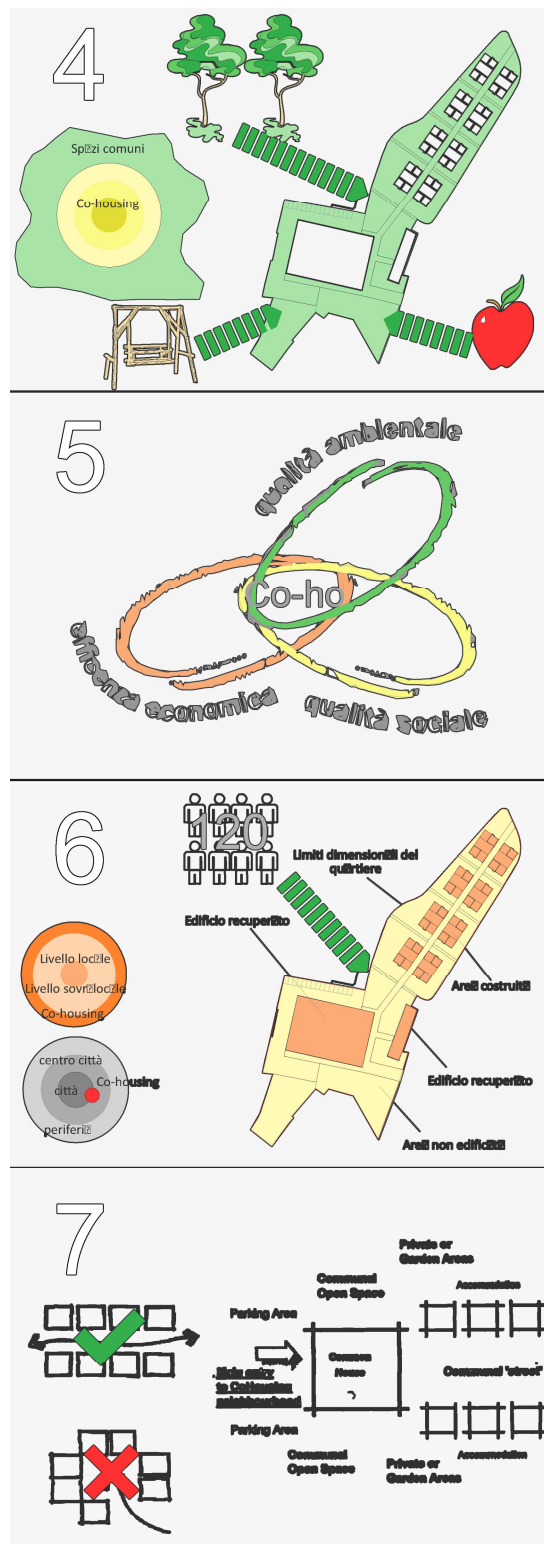 4
Spazi comuni
Co-housing
5
qualità ambientale
Co-ho
efficenza economica
qualità sociale
6
120
Limiti dimensionali del
quartiere
Edificio recuperato
Livello locale
Livello sovralocale
Co-housing
Area costruita
centro città
Co-housing
città
Edificio recuperato
periferia
Area non edificata
7
Private or
Garden Areas
Communal
Open Space
Accomodation
Parking Area
Common
House
Communal "street"
Main entry
to CoHousing
neighbourhood
Parking Area
Communal
Open Space
Private or
Garden Areas
Accomodation